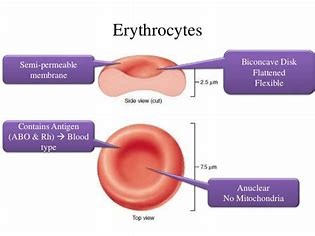 Erythrocytes
Semi-permeable
membrane
Biconcave Disk
Flattened
Flexible
2.5 μm
Side view (cut)
Contains Antigen
(ABO & Rh) → Blood
type
7.5 μm
Anuclear
No Mitochondria
Top view